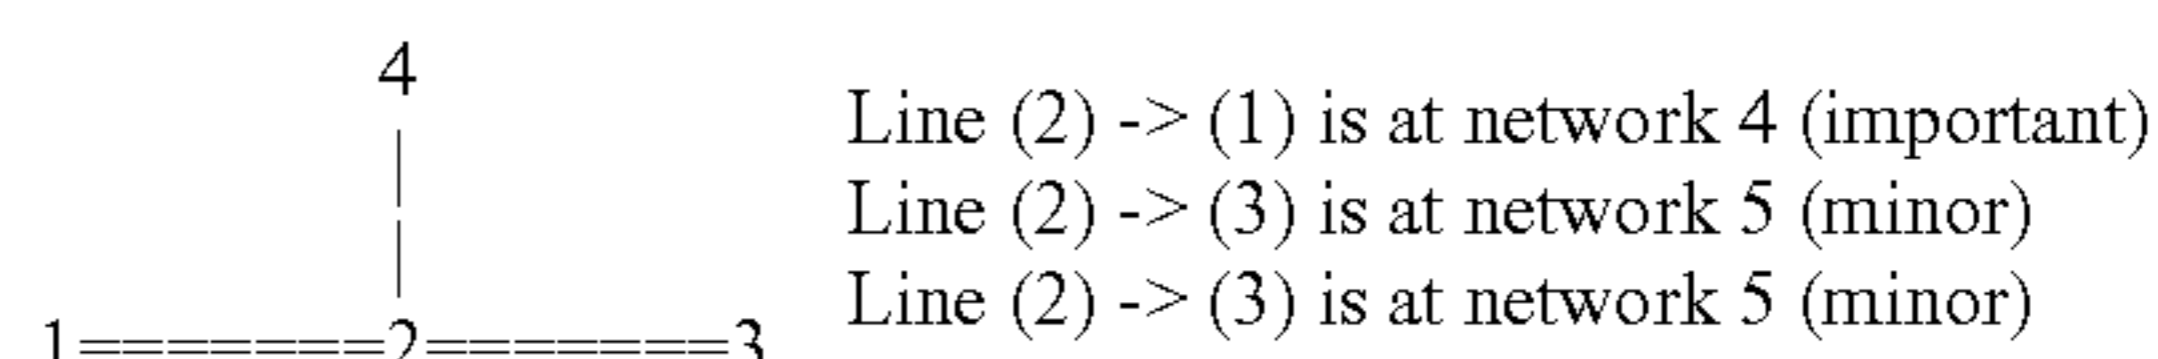 4
|
|
1=======2=======3
Line (2) -> (1) is at network 4 (important)
Line (2) -> (3) is at network 5 (minor)
Line (2) -> (3) is at network 5 (minor)